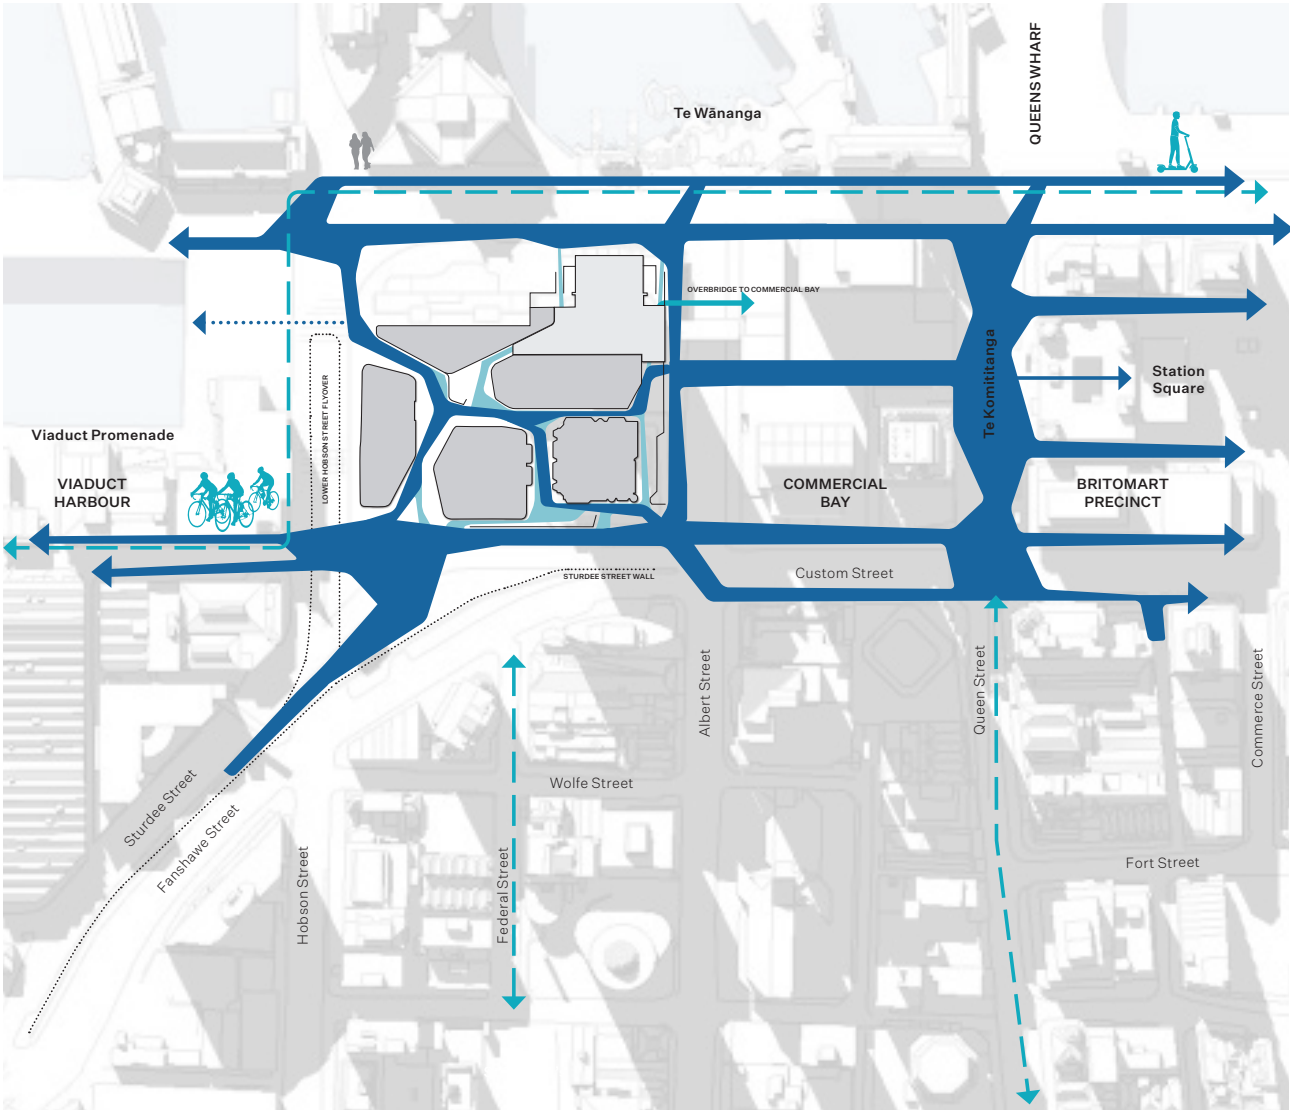 QUEENS WHARF
Te Wānanga
OVERBRIDGE TO COMMERCIAL BAY
Te Komititanga
Station
Square
LOWER HOBSON STREET FLYOVER
Viaduct Promenade
VIADUCT
HARBOUR
COMMERCIAL
BAY
BRITOMART
PRECINCT
STURDEE STREET WALL
Custom Street
Albert Street
Queen Street
Commerce Street
Wolfe Street
Sturdee Street
Fanshawe Street
Hobson Street
Federal Street
Fort Street